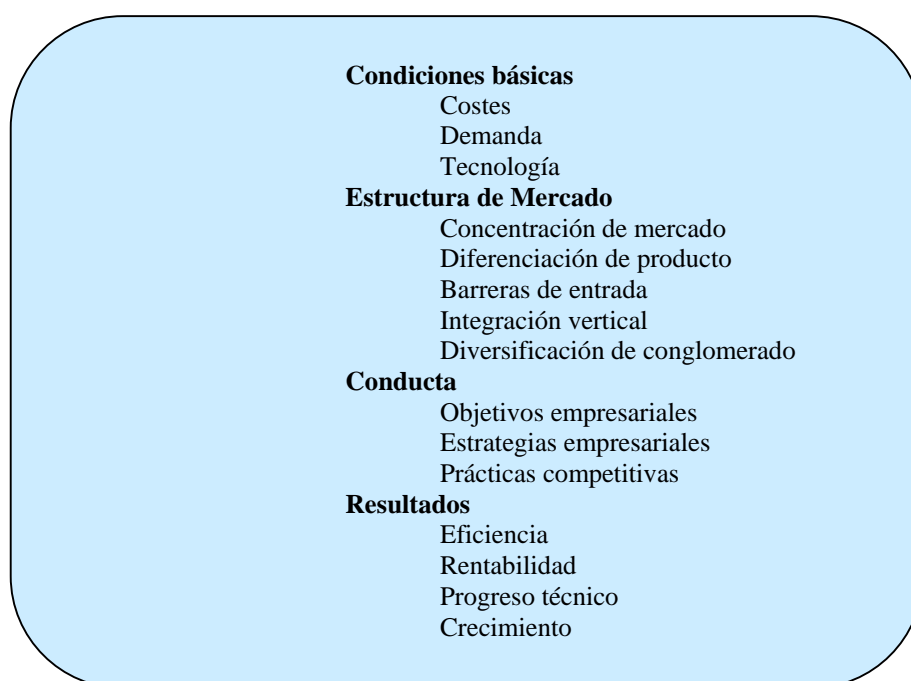 Condiciones básicas
Costes
Demanda
Tecnología
Estructura de Mercado
Concentración de mercado
Diferenciación de producto
Barreras de entrada
Integración vertical
Diversificación de conglomerado
Conducta
Objetivos empresariales
Estrategias empresariales
Prácticas competitivas
Resultados
Eficiencia
Rentabilidad
Progreso técnico
Crecimiento